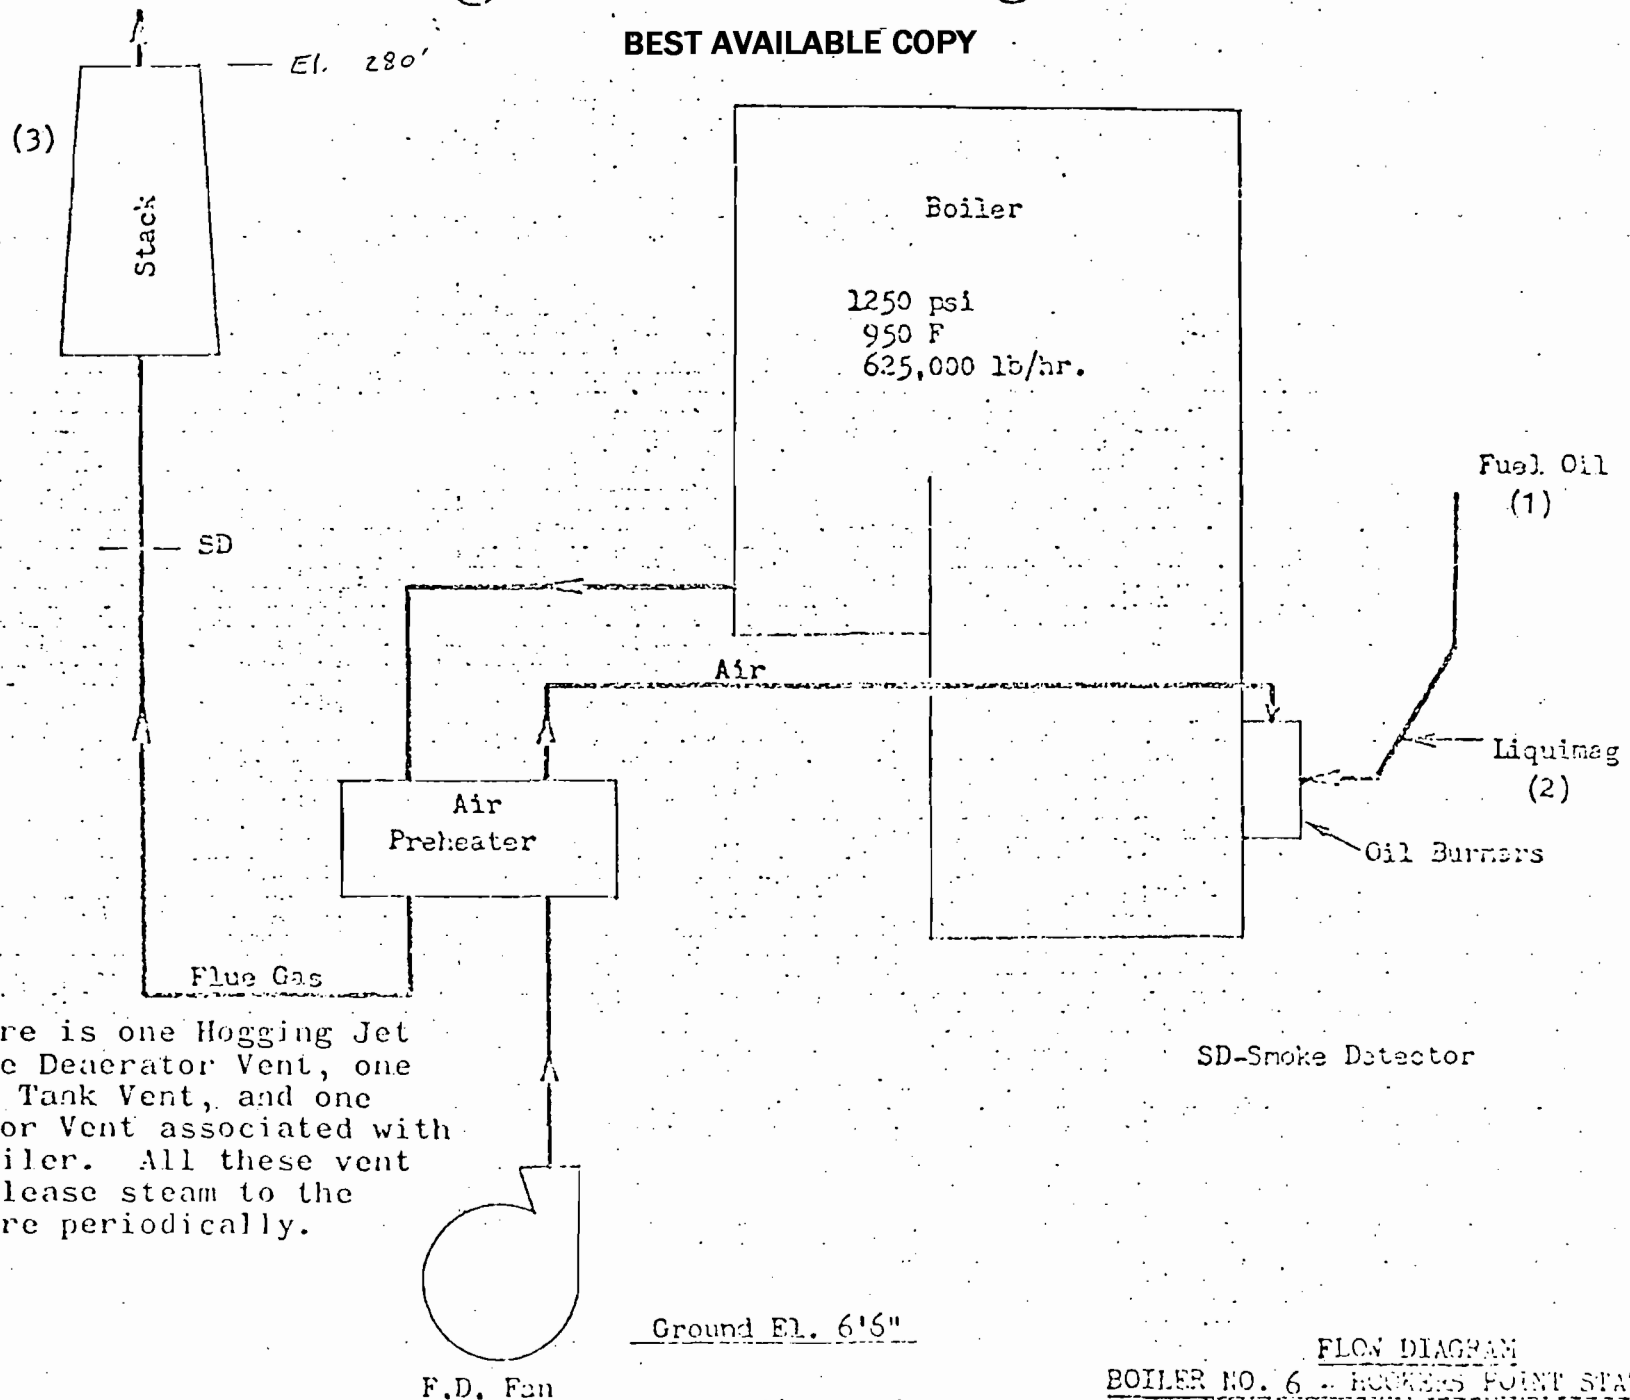 BEST AVAILABLE COPY
El. 280'
(3)
Stack
Boiler
1250 psi
950 F
625,000 lb/hr.
Fuel Oil
(1)
SD
Air
Liquimag
(2)
Air
Preheater
Oil Burners
Flue Gas
re is one Hogging Jet
e Deaerator Vent, one
Tank Vent, and one
or Vent associated with
iler. All these vent
lease steam to the
re periodically.
SD-Smoke Detector
Ground El. 6'6"
F.D. Fan
FLOW DIAGRAM
BOILER NO. 6 - HOOKERS POINT STA